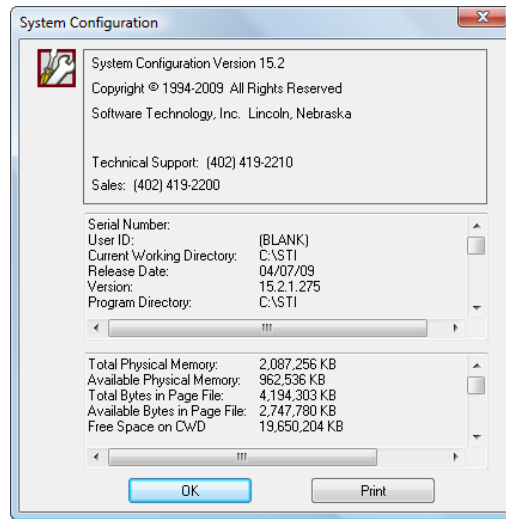 System Configuration
System Configuration Version 15.2
Copyright © 1994-2009 All Rights Reserved
Software Technology, Inc. Lincoln, Nebraska
Technical Support: (402) 419-2210
Sales: (402) 419-2200
Serial Number:
User ID: (BLANK)
Current Working Directory: C:\STI
Release Date: 04/07/09
Version: 15.2.1.275
Program Directory: C:\STI
Total Physical Memory: 2,087,256 KB
Available Physical Memory: 962,536 KB
Total Bytes in Page File: 4,194,303 KB
Available Bytes in Page File: 2,747,780 KB
Free Space on CWD 19,650,204 KB
OK Print